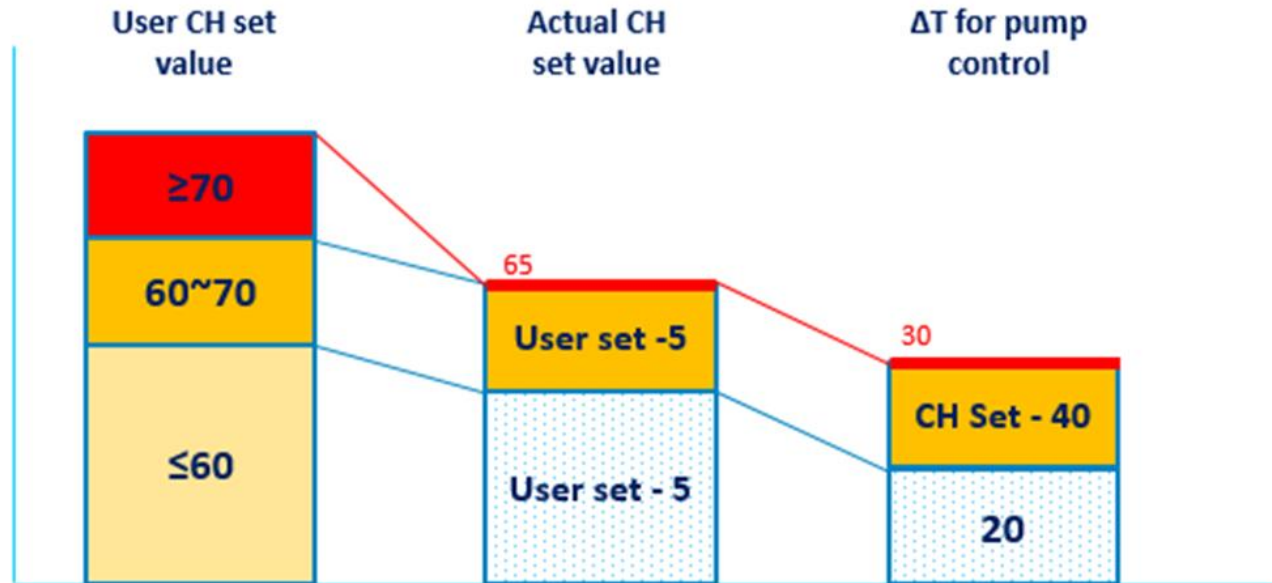 User CH set
value
Actual CH
set value
ΔT for pump
control
≥70
60~70
≤60
65
User set -5
User set - 5
30
CH Set - 40
20